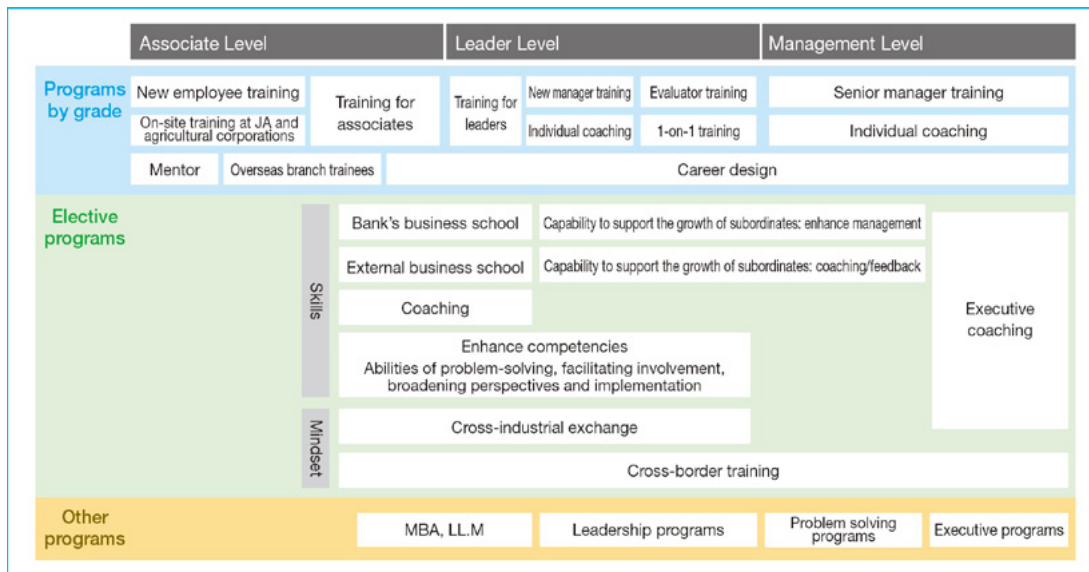 Associate Level
Leader Level
Management Level
Programs
by grade
New employee training
On-site training at JA and
agricultural corporations
Training for
associates
Training for
leaders
New manager training
Evaluator training
Individual coaching
1-on-1 training
Senior manager training
Individual coaching
Mentor
Overseas branch trainees
Career design
Elective
programs
Skills
Bank's business school
Capability to support the growth of subordinates: enhance management
External business school
Capability to support the growth of subordinates: coaching/feedback
Coaching
Enhance competencies
Abilities of problem-solving, facilitating involvement,
broadening perspectives and implementation
Executive
coaching
Mindset
Cross-industrial exchange
Cross-border training
Other
programs
MBA, LL.M
Leadership programs
Problem solving
programs
Executive programs